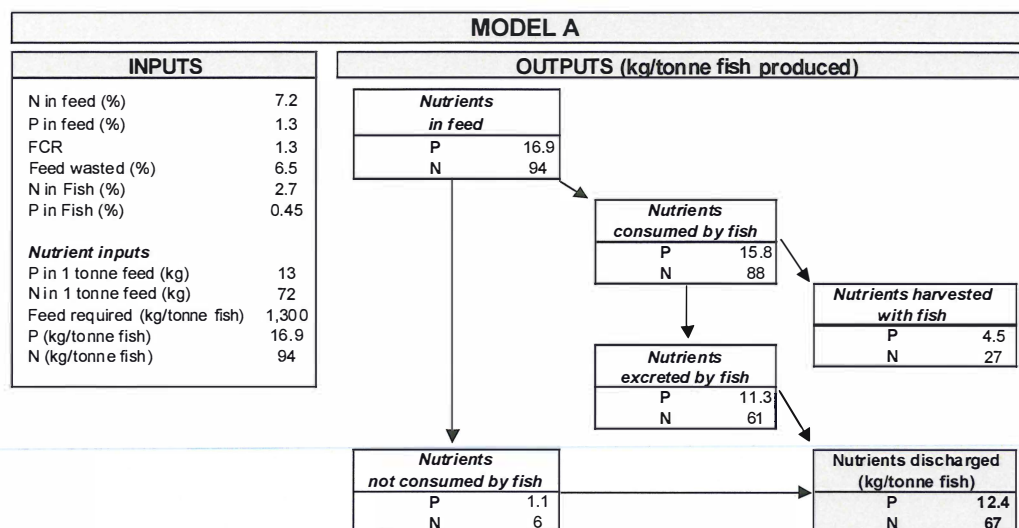 MODEL A
INPUTS
N in feed (%) 7.2
P in feed (%) 1.3
FCR 1.3
Feed wasted (%) 6.5
N in Fish (%) 2.7
P in Fish (%) 0.45
Nutrient inputs
P in 1 tonne feed (kg) 13
N in 1 tonne feed (kg) 72
Feed required (kg/tonne fish) 1,300
P (kg/tonne fish) 16.9
N (kg/tonne fish) 94
OUTPUTS (kg/tonne fish produced)
Nutrients
in feed
P 16.9
N 94
Nutrients
consumed by fish
P 15.8
N 88
Nutrients harvested
with fish
P 4.5
N 27
Nutrients
excreted by fish
P 11.3
N 61
Nutrients
not consumed by fish
P 1.1
N 6
Nutrients discharged
(kg/tonne fish)
P 12.4
N 67